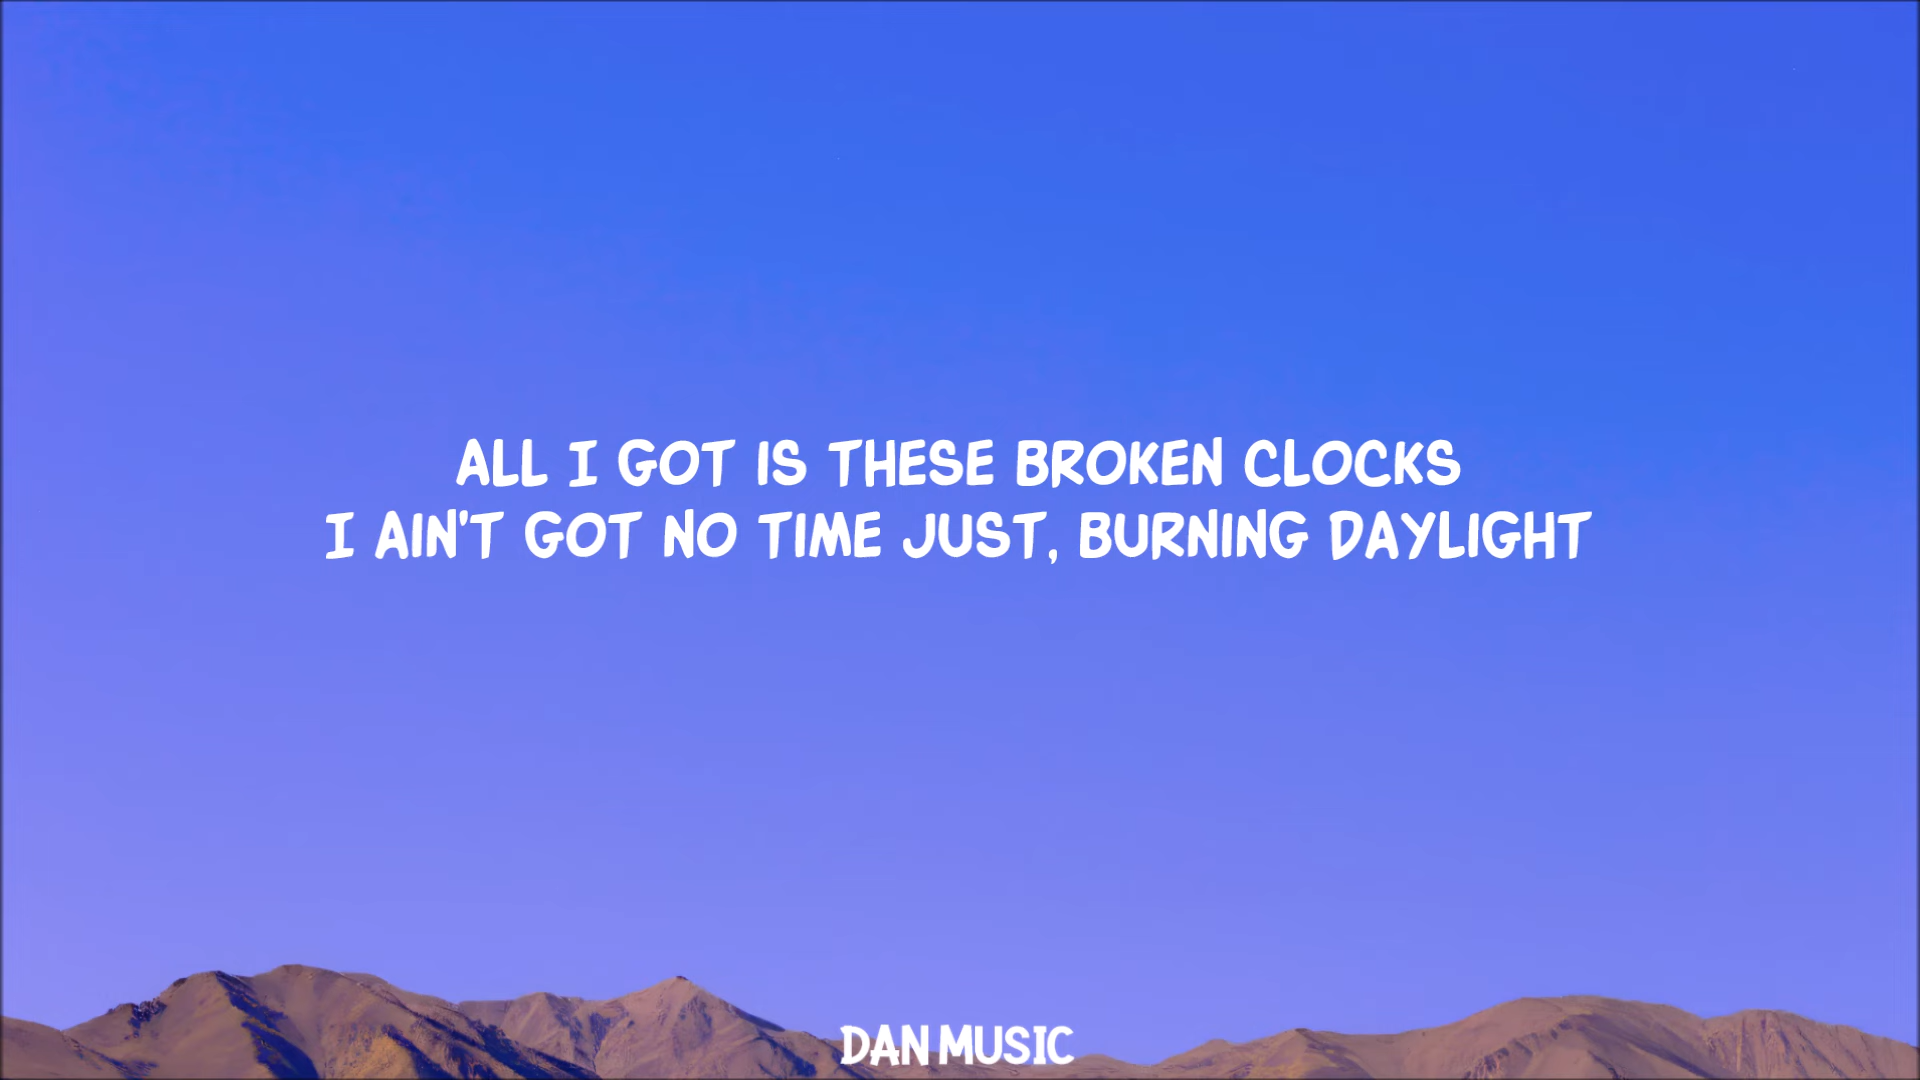 ALL I GOT IS THESE BROKEN CLOCKS
I AIN'T GOT NO TIME JUST, BURNING DAYLIGHT
DAN MUSIC